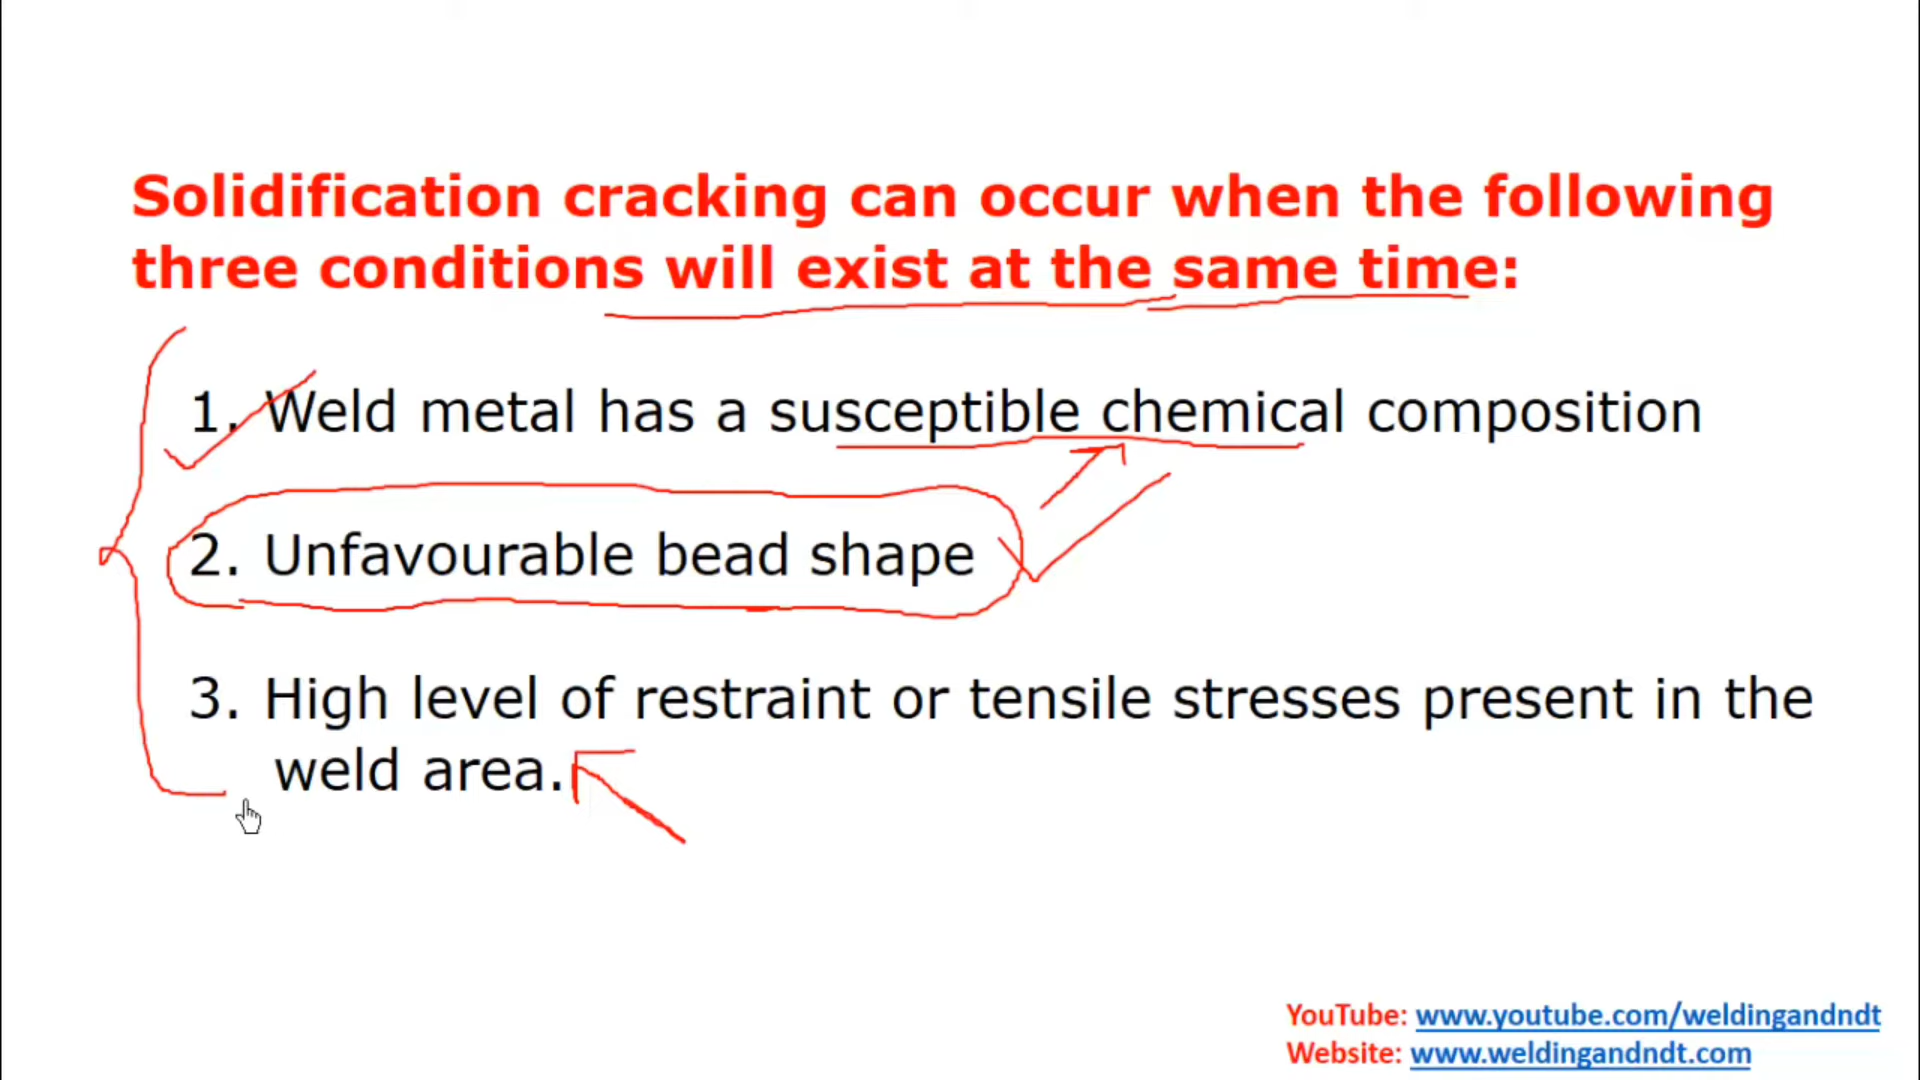 Solidification cracking can occur when the following
three conditions will exist at the same time:
1. Weld metal has a susceptible chemical composition
2. Unfavourable bead shape
3. High level of restraint or tensile stresses present in the
weld area.
YouTube: www.youtube.com/weldingandndt
Website: www.weldingandndt.com